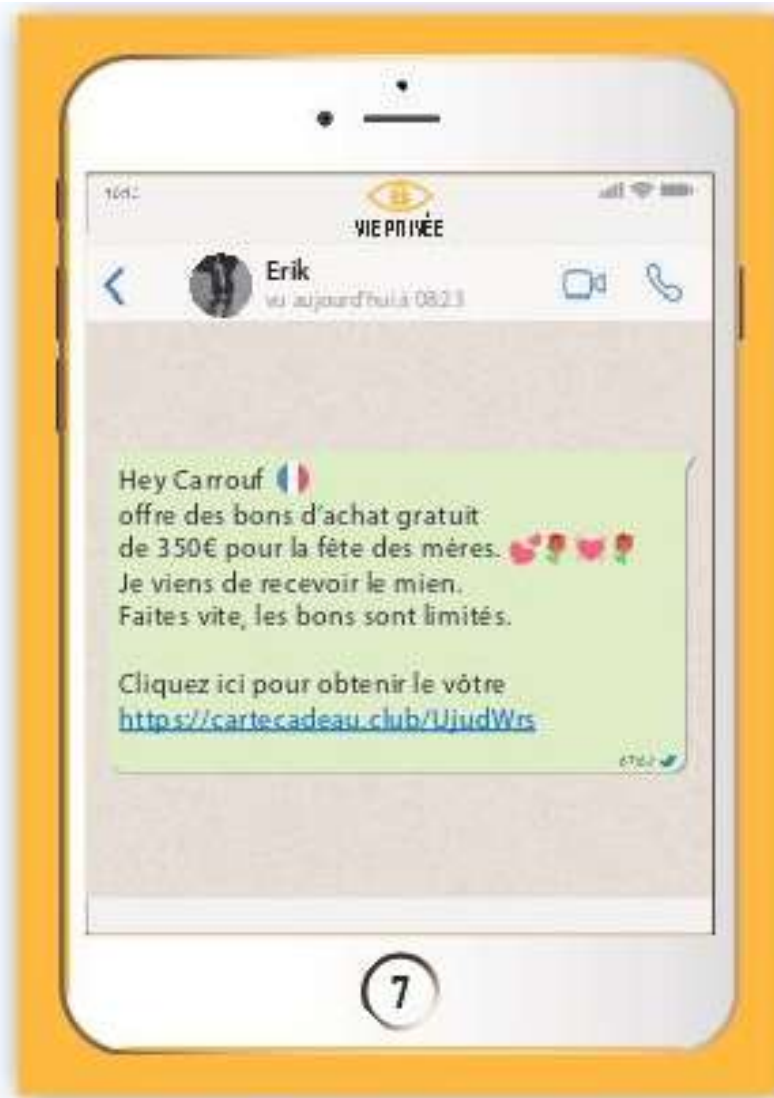 VIE PRIVÉE
Erik
vu aujourd'hui à 0823
Hey Carrouf
offre des bons d'achat gratuit
de 350€ pour la fête des mères.
Je viens de recevoir le mien.
Faites vite, les bons sont limités.
Cliquez ici pour obtenir le vôtre
https://cartecadeau.club/UjudWrs
7